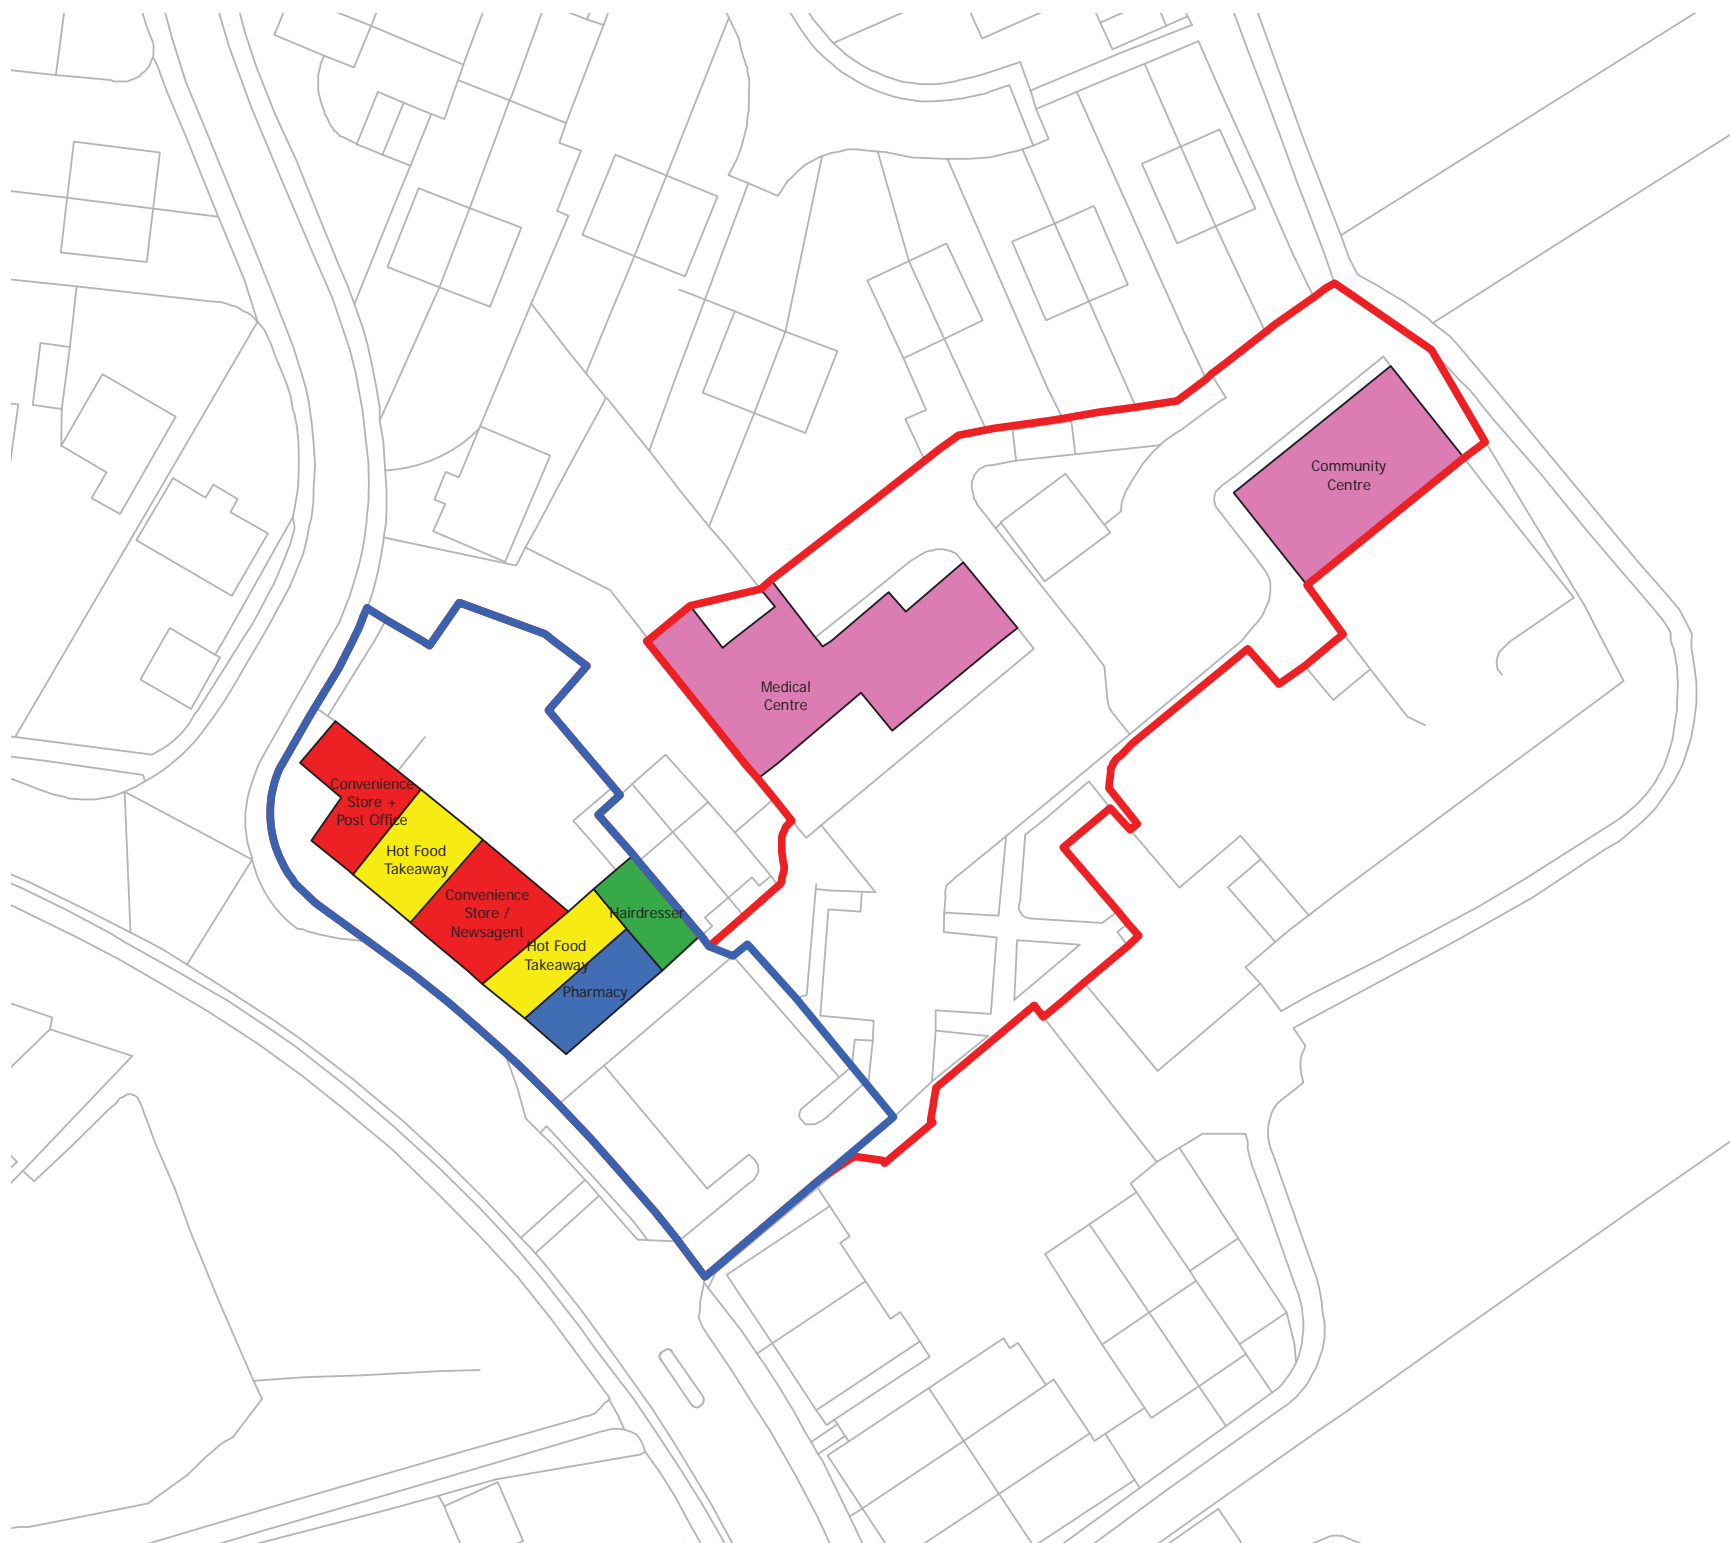 Community
Centre
Medical
Centre
Convenience
Store +
Post Office
Hot Food
Takeaway
Convenience
Store /
Newsagent
Hairdresser
Hot Food
Takeaway
Pharmacy